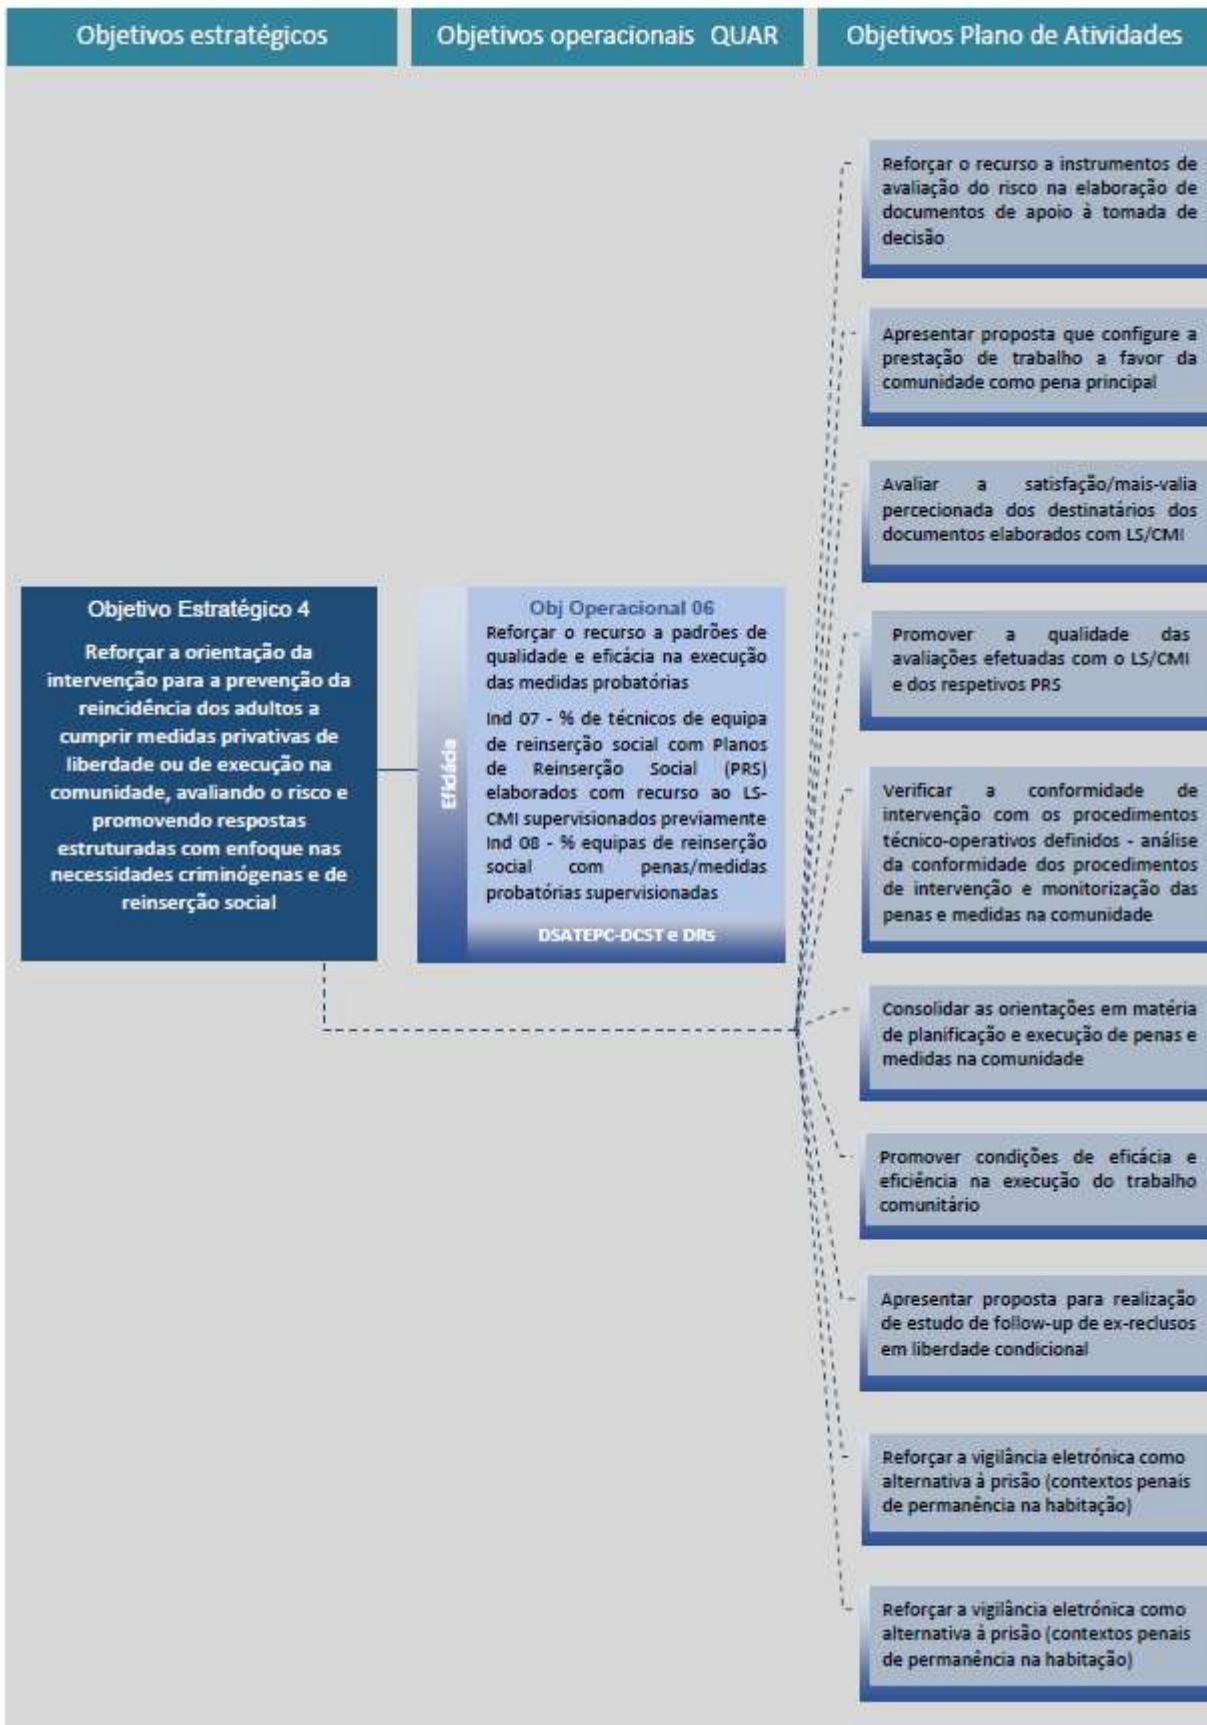 Objetivos estratégicos
Objetivos operacionais QUAR
Objetivos Plano de Atividades
Objetivo Estratégico 4
Reforçar a orientação da
intervenção para a prevenção da
reincidência dos adultos a
cumprir medidas privativas de
liberdade ou de execução na
comunidade, avaliando o risco e
promovendo respostas
estruturadas com enfoque nas
necessidades criminógenas e de
reinserção social
Eficácia
Obj Operacional 06
Reforçar o recurso a padrões de
qualidade e eficácia na execução
das medidas probatórias
Ind 07 - % de técnicos de equipa
de reinserção social com Planos
de Reinserção Social (PRS)
elaborados com recurso ao LS-
CMI supervisionados previamente
Ind 08 - % equipas de reinserção
social com penas/medidas
probatórias supervisionadas
DSATEPC-DCST e DRs
Reforçar o recurso a instrumentos de
avaliação do risco na elaboração de
documentos de apoio à tomada de
decisão
Apresentar proposta que configure a
prestação de trabalho a favor da
comunidade como pena principal
Avaliar a satisfação/mais-valia
percecionada dos destinatários dos
documentos elaborados com LS/CMI
Promover a qualidade das
avaliações efetuadas com o LS/CMI
e dos respetivos PRS
Verificar a conformidade de
intervenção com os procedimentos
técnico-operativos definidos - análise
da conformidade dos procedimentos
de intervenção e monitorização das
penas e medidas na comunidade
Consolidar as orientações em matéria
de planificação e execução de penas e
medidas na comunidade
Promover condições de eficácia e
eficiência na execução do trabalho
comunitário
Apresentar proposta para realização
de estudo de follow-up de ex-reclusos
em liberdade condicional
Reforçar a vigilância eletrónica como
alternativa à prisão (contextos penais
de permanência na habitação)
Reforçar a vigilância eletrónica como
alternativa à prisão (contextos penais
de permanência na habitação)